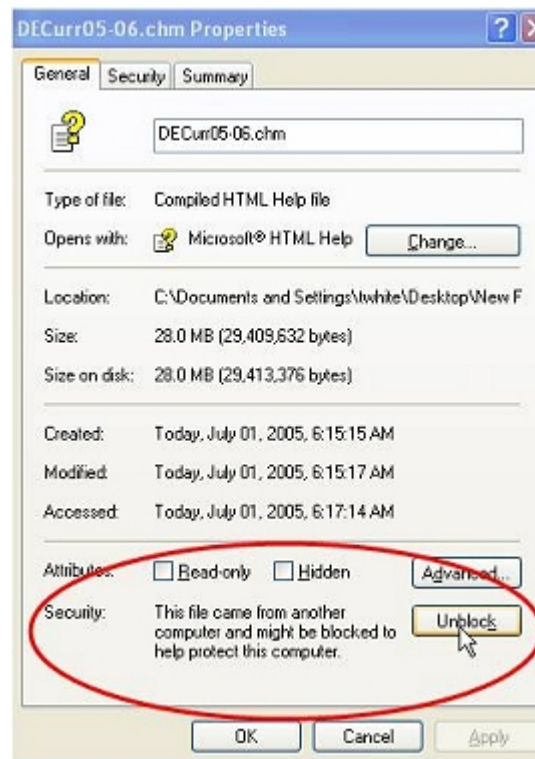 DECurr05-06.chm Properties
General Security Summary
DECurr05-06.chm
Type of file: Compiled HTML Help file
Opens with: Microsoft® HTML Help Change...
Location: C:\Documents and Settings\twhite\Desktop\New F
Size: 28.0 MB (29,409,632 bytes)
Size on disk: 28.0 MB (29,413,376 bytes)
Created: Today, July 01, 2005, 6:15:15 AM
Modified: Today, July 01, 2005, 6:15:17 AM
Accessed: Today, July 01, 2005, 6:17:14 AM
Attributes: Read-only Hidden Advanced...
Security: This file came from another
computer and might be blocked to
help protect this computer.
Unblock
OK Cancel Apply